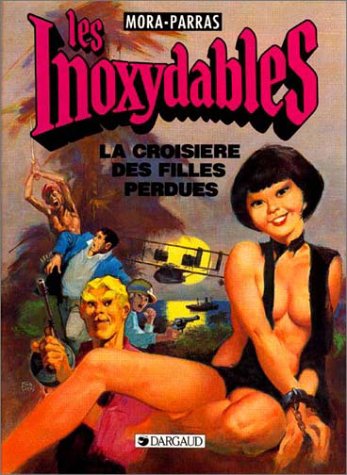 MORA-PARRAS
les
INOXYDABLES
LA CROISIERE
DES FILLES
PERDUES
DARGAUD